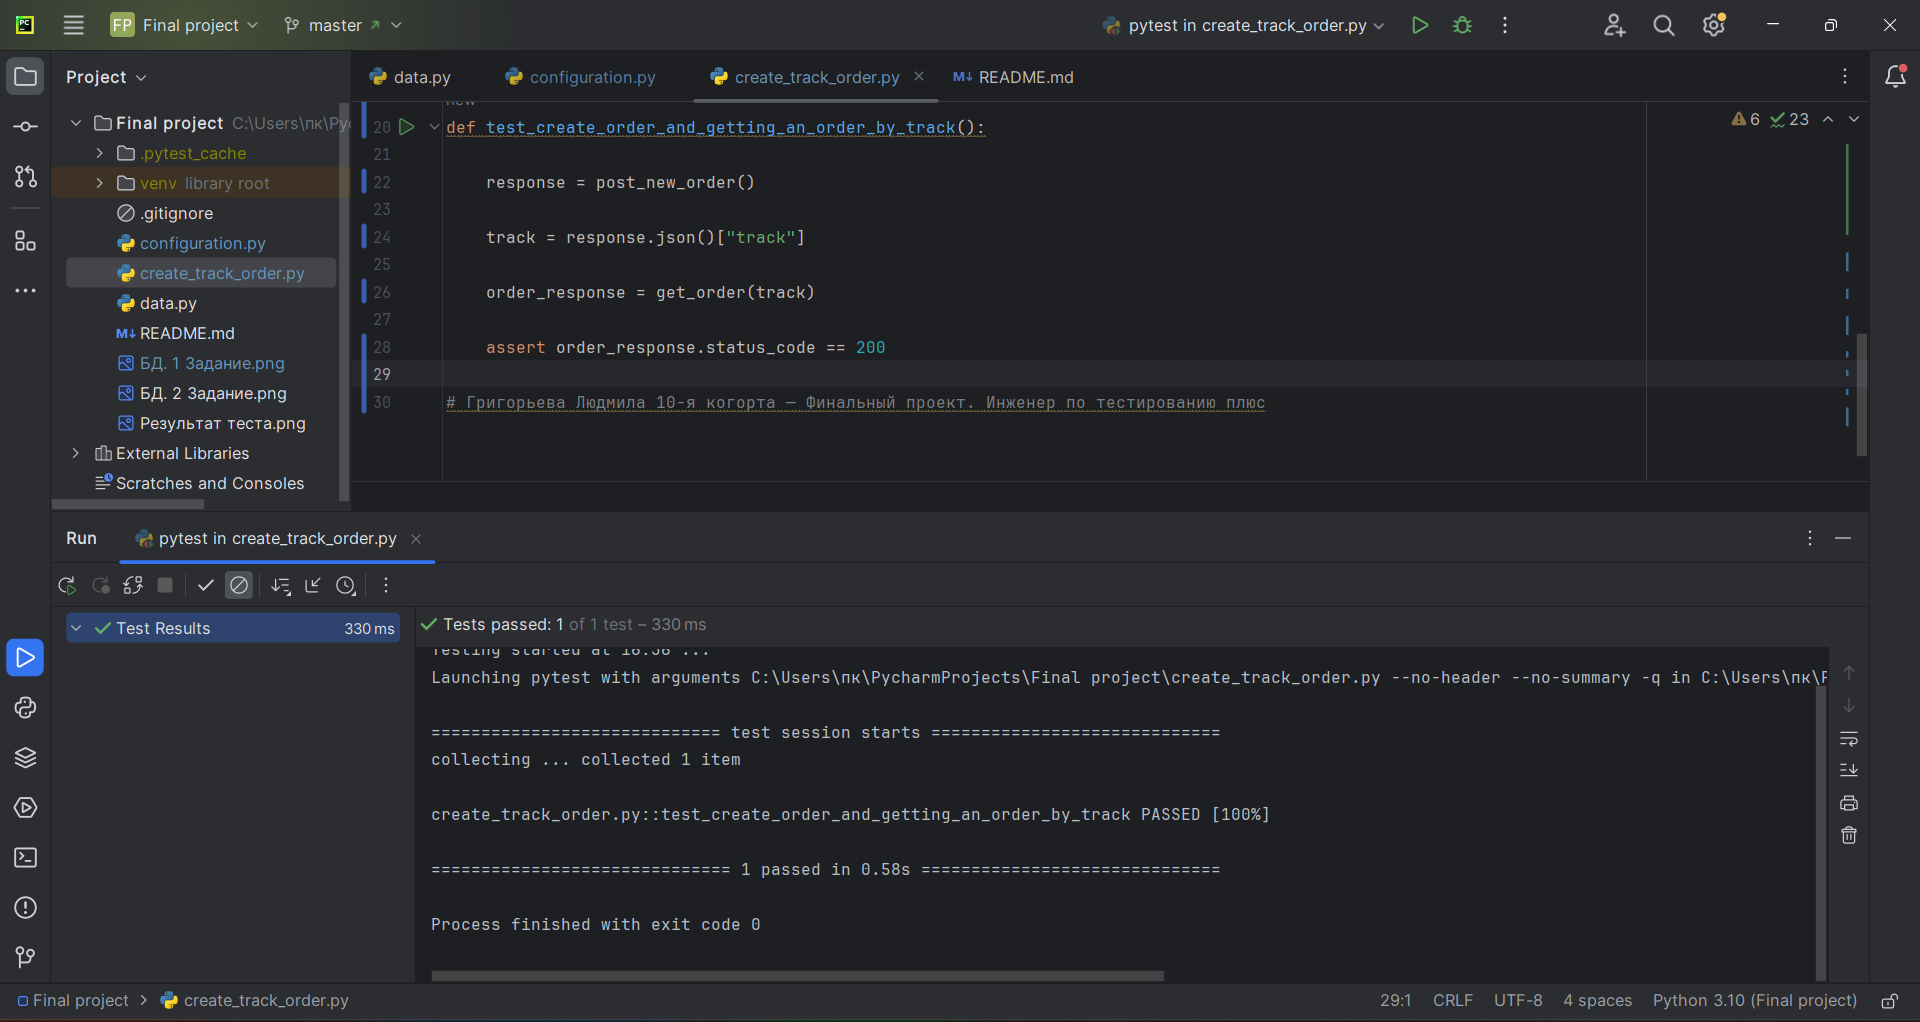 FP Final project master pytest in create_track_order.py
Project
data.py configuration.py create_track_order.py README.md
Final project C:\Users\пк\Py
.pytest_cache
venv library root
.gitignore
configuration.py
create_track_order.py
data.py
README.md
БД. 1 Задание.png
БД. 2 Задание.png
Результат теста.png
External Libraries
Scratches and Consoles
new
6 23
20 def test_create_order_and_getting_an_order_by_track():
21
22 response = post_new_order()
23
24 track = response.json()["track"]
25
26 order_response = get_order(track)
27
28 assert order_response.status_code == 200
29
30 # Григорьева Людмила 10-я когорта — Финальный проект. Инженер по тестированию плюс
Run pytest in create_track_order.py
Test Results 330 ms
Tests passed: 1 of 1 test – 330 ms
Testing started at 16:36 ...
Launching pytest with arguments C:\Users\пк\PycharmProjects\Final project\create_track_order.py --no-header --no-summary -q in C:\Users\пк\P
============================= test session starts =============================
collecting ... collected 1 item
create_track_order.py::test_create_order_and_getting_an_order_by_track PASSED [100%]
============================== 1 passed in 0.58s ==============================
Process finished with exit code 0
Final project create_track_order.py
29:1 CRLF UTF-8 4 spaces Python 3.10 (Final project)